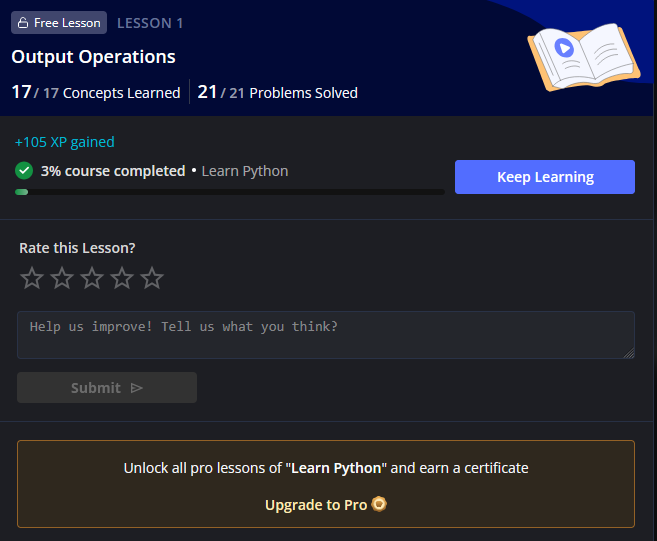 Free Lesson LESSON 1
Output Operations
17 / 17 Concepts Learned 21 / 21 Problems Solved
+105 XP gained
3% course completed • Learn Python
Keep Learning
Rate this Lesson?
Help us improve! Tell us what you think?
Submit
Unlock all pro lessons of "Learn Python" and earn a certificate
Upgrade to Pro